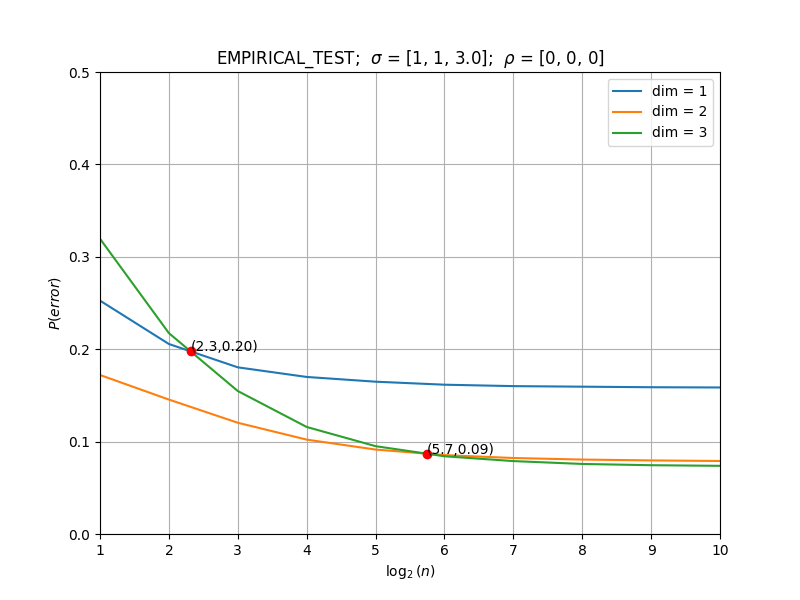 EMPIRICAL_TEST; σ = [1, 1, 3.0]; ρ = [0, 0, 0]
0.5
0.4
0.3
0.2
0.1
0.0
P(error)
dim = 1
dim = 2
dim = 3
(2.3,0.20)
(5.7,0.09)
1 2 3 4 5 6 7 8 9 10
log₂(n)